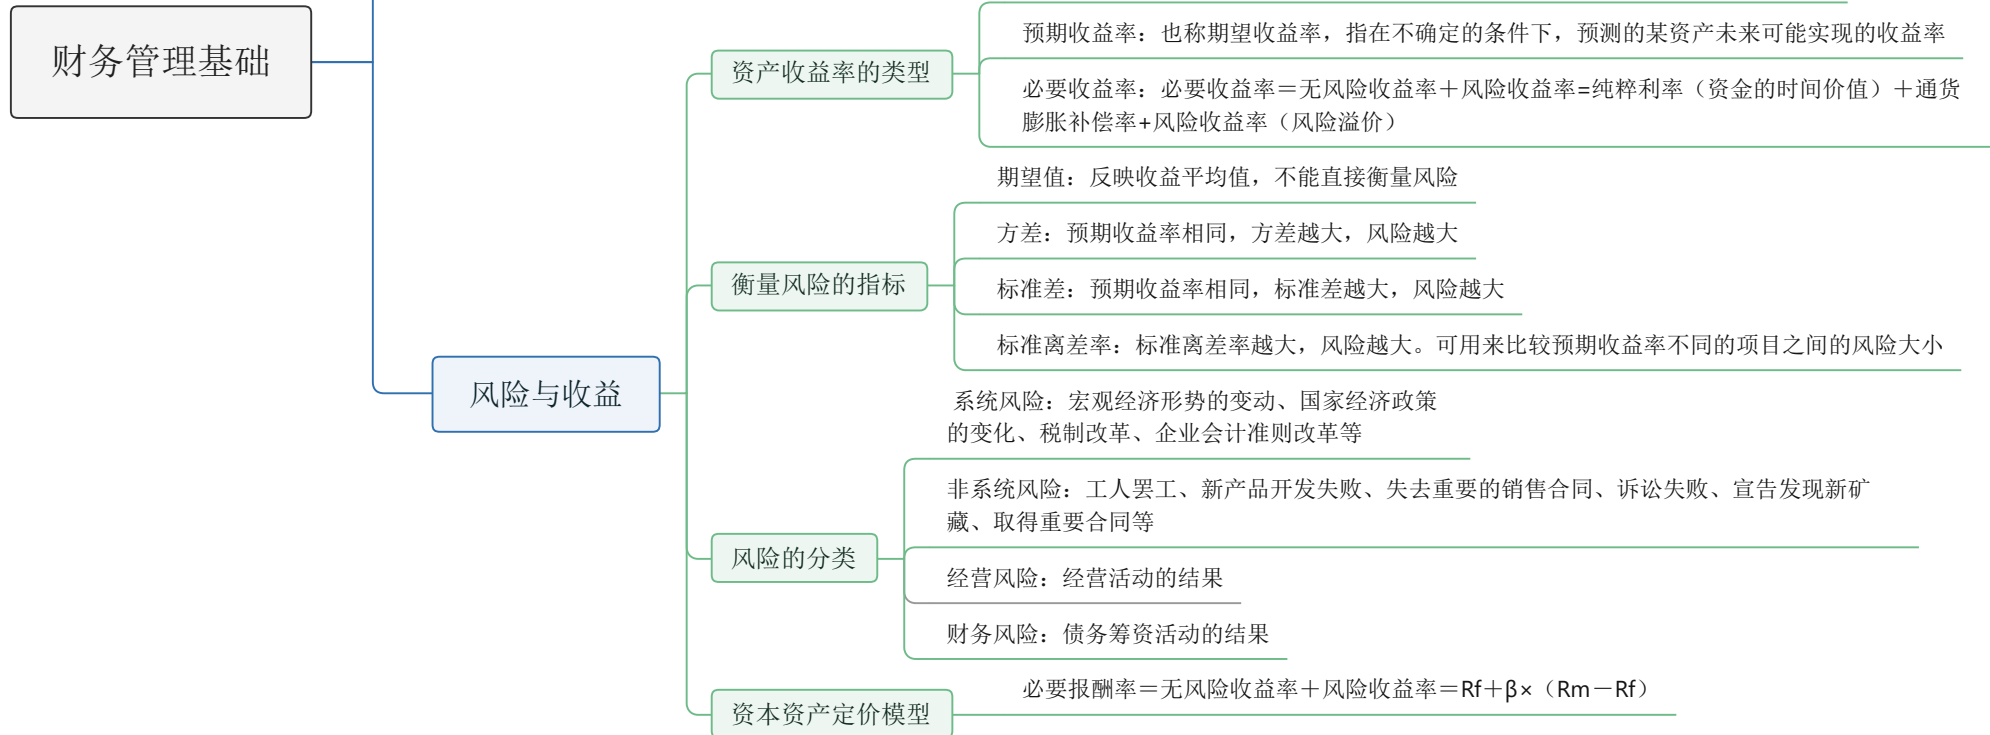 财务管理基础
风险与收益
资产收益率的类型
预期收益率：也称期望收益率，指在不确定的条件下，预测的某资产未来可能实现的收益率
必要收益率：必要收益率＝无风险收益率＋风险收益率=纯粹利率（资金的时间价值）＋通货
膨胀补偿率+风险收益率（风险溢价）
衡量风险的指标
期望值：反映收益平均值，不能直接衡量风险
方差：预期收益率相同，方差越大，风险越大
标准差：预期收益率相同，标准差越大，风险越大
标准离差率：标准离差率越大，风险越大。可用来比较预期收益率不同的项目之间的风险大小
风险的分类
系统风险：宏观经济形势的变动、国家经济政策
的变化、税制改革、企业会计准则改革等
非系统风险：工人罢工、新产品开发失败、失去重要的销售合同、诉讼失败、宣告发现新矿
藏、取得重要合同等
经营风险：经营活动的结果
财务风险：债务筹资活动的结果
资本资产定价模型
必要报酬率＝无风险收益率＋风险收益率＝Rf＋β×（Rm－Rf）